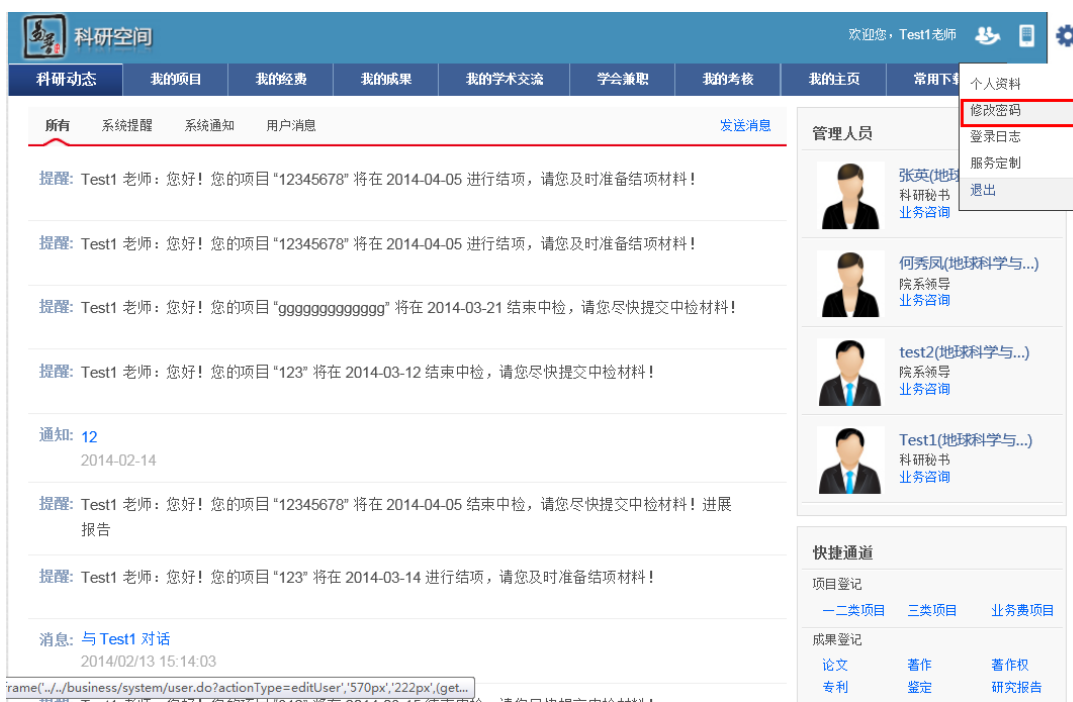 易普
科研空间
欢迎您，Test1老师
科研动态 我的项目 我的经费 我的成果 我的学术交流 学会兼职 我的考核 我的主页 常用下
个人资料
修改密码
登录日志
服务定制
退出
所有 系统提醒 系统通知 用户消息 发送消息
提醒: Test1 老师：您好！您的项目 “12345678” 将在 2014-04-05 进行结项，请您及时准备结项材料！
提醒: Test1 老师：您好！您的项目 “12345678” 将在 2014-04-05 进行结项，请您及时准备结项材料！
提醒: Test1 老师：您好！您的项目 “ggggggggggggg” 将在 2014-03-21 结束中检，请您尽快提交中检材料！
提醒: Test1 老师：您好！您的项目 “123” 将在 2014-03-12 结束中检，请您尽快提交中检材料！
通知: 12
2014-02-14
提醒: Test1 老师：您好！您的项目 “12345678” 将在 2014-04-05 结束中检，请您尽快提交中检材料！进展
报告
提醒: Test1 老师：您好！您的项目 “123” 将在 2014-03-14 进行结项，请您及时准备结项材料！
消息: 与 Test1 对话
2014/02/13 15:14:03
rame('../../business/system/user.do?actionType=editUser','570px','222px',(get...
管理人员
张英(地球
科研秘书
业务咨询
何秀凤(地球科学与...)
院系领导
业务咨询
test2(地球科学与...)
院系领导
业务咨询
Test1(地球科学与...)
科研秘书
业务咨询
快捷通道
项目登记
一二类项目 三类项目 业务费项目
成果登记
论文 著作 著作权
专利 鉴定 研究报告